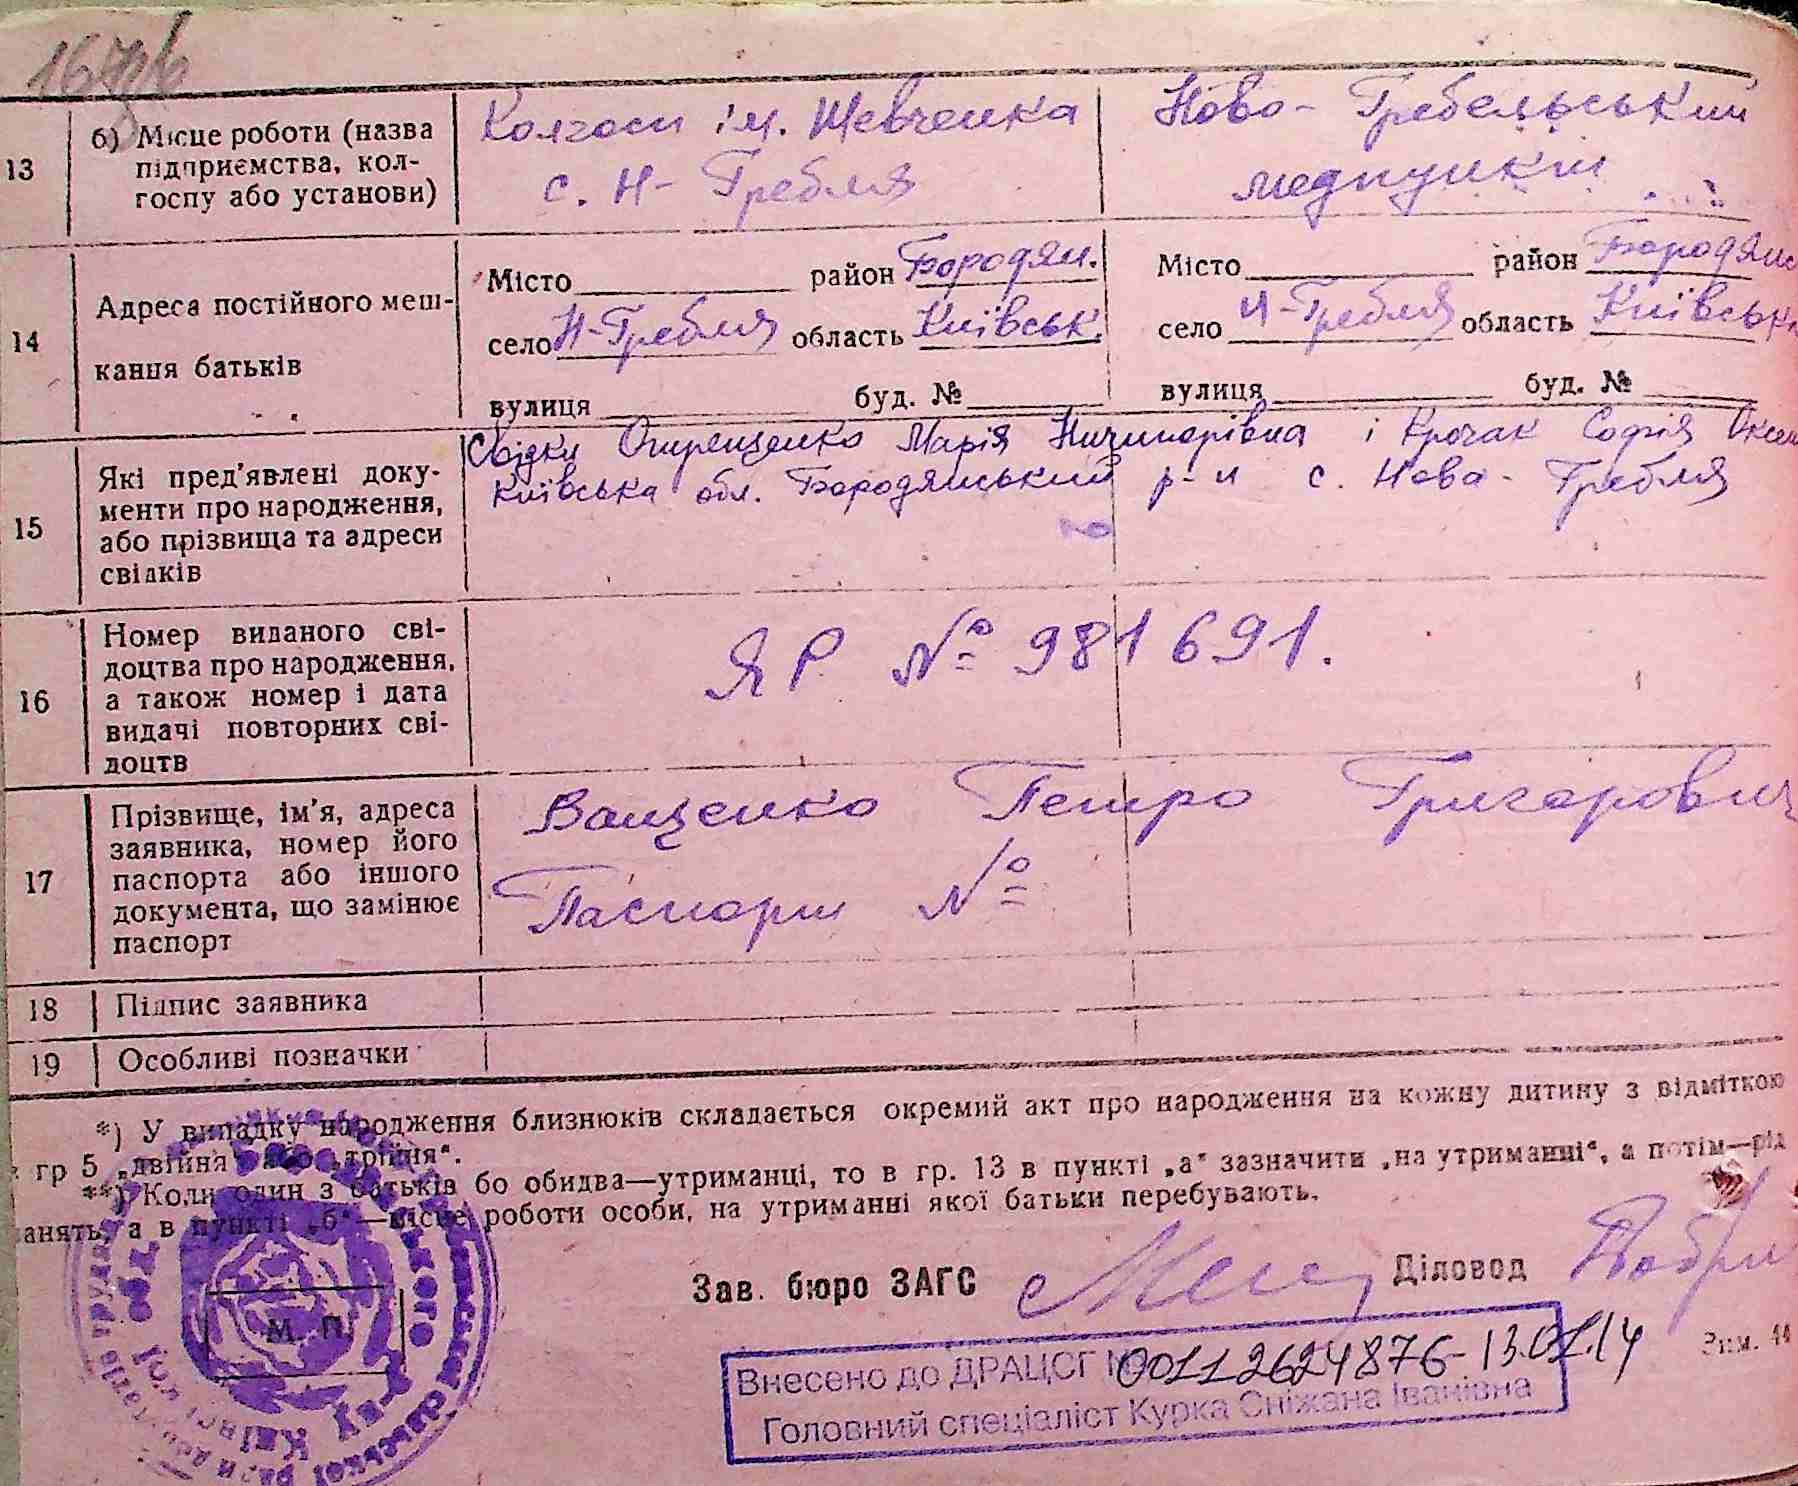 13 б) Місце роботи (назва підприємства, колгоспу або установи)
Колгосп ім. Шевченка
с. Н-Гребля
Ново-Гребельський
медпункт
14 Адреса постійного мешкання батьків
Місто район Бородян.
село Н-Гребля область Київськ.
вулиця буд. №
Місто район Бородянс
село Н-Гребля область Київськ
вулиця буд. №
15 Які пред'явлені документи про народження, або прізвища та адреси свідків
Свідки Марія Ничипорівна і Крочак Софія
Київська обл. Бородянський р-н с. Нова-Гребля
16 Номер виданого свідоцтва про народження, а також номер і дата видачі повторних свідоцтв
ЯР № 981691.
17 Прізвище, ім'я, адреса заявника, номер його паспорта або іншого документа, що замінює паспорт
Ващенко Петро Григорович
Паспорт №
18 Підпис заявника
19 Особливі позначки
*) У випадку народження близнюків складається окремий акт про народження на кожну дитину з відміткою
гр 5 „двійня" або „трійня".
**) Коли один з батьків бо обидва—утриманці, то в гр. 13 в пункті „а" зазначити „на утриманні", а потім—рід
анять, а в пункті „б"—місце роботи особи, на утриманні якої батьки перебувають.
Зав. бюро ЗАГС Діловод
М. П.
Внесено до ДРАЦСГ № 00112624876-13.01.14
Головний спеціаліст Курка Сніжана Іванівна